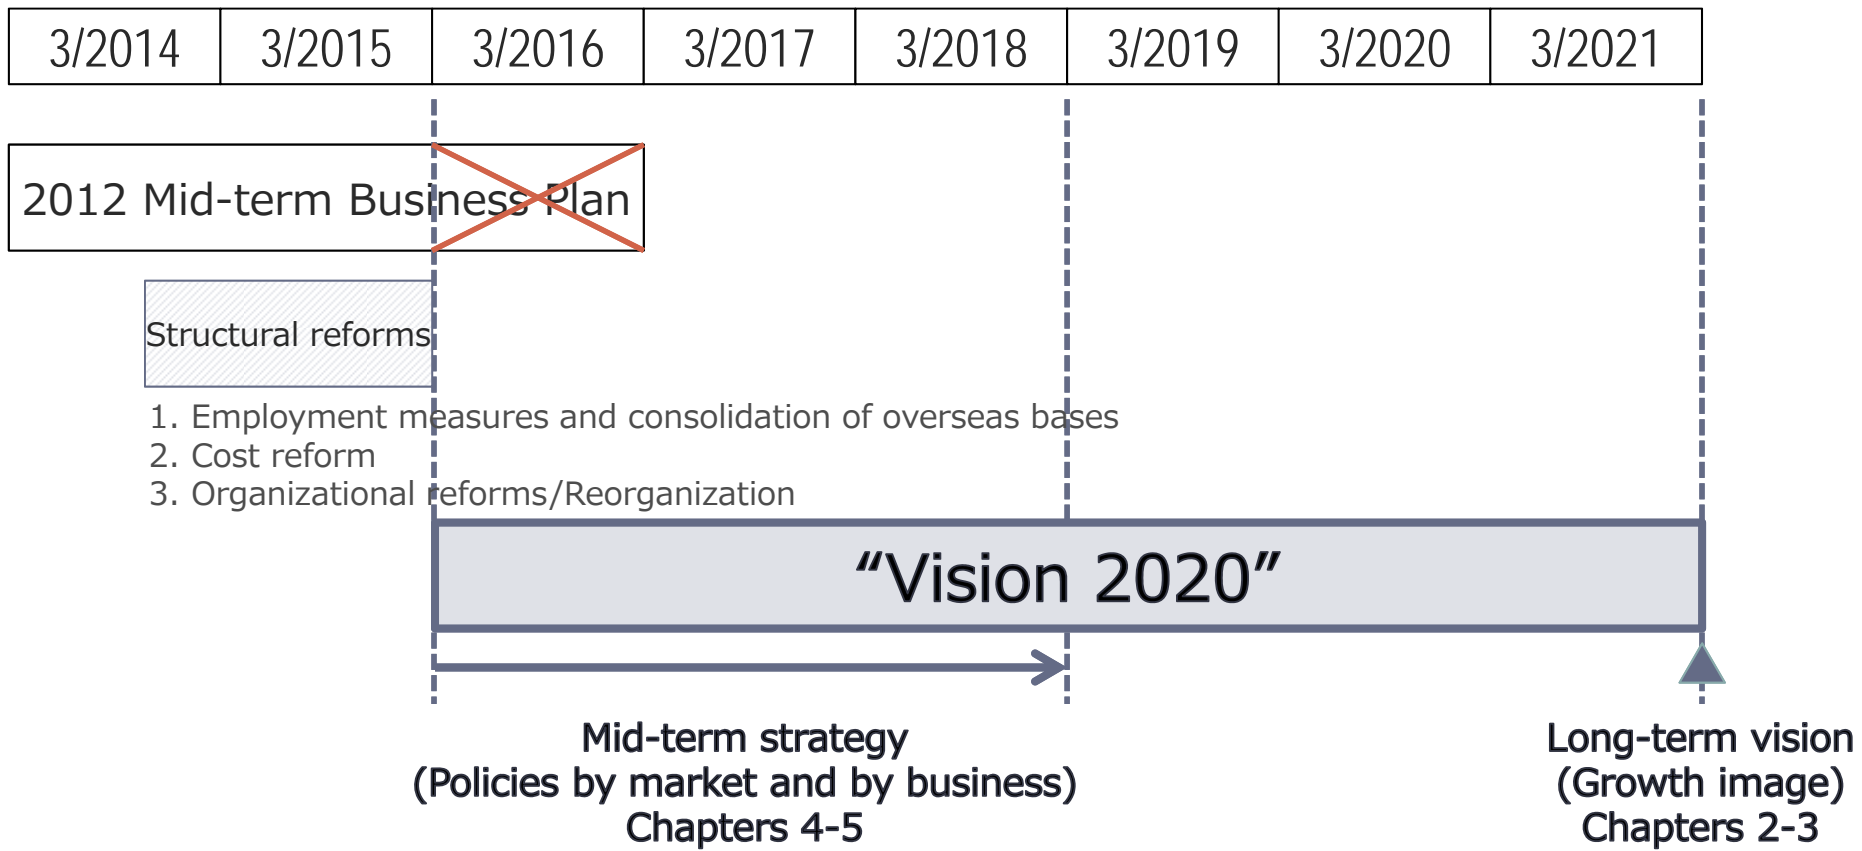 3/2014 3/2015 3/2016 3/2017 3/2018 3/2019 3/2020 3/2021
2012 Mid-term Business Plan
Structural reforms
1. Employment measures and consolidation of overseas bases
2. Cost reform
3. Organizational reforms/Reorganization
“Vision 2020”
Mid-term strategy
(Policies by market and by business)
Chapters 4-5
Long-term vision
(Growth image)
Chapters 2-3